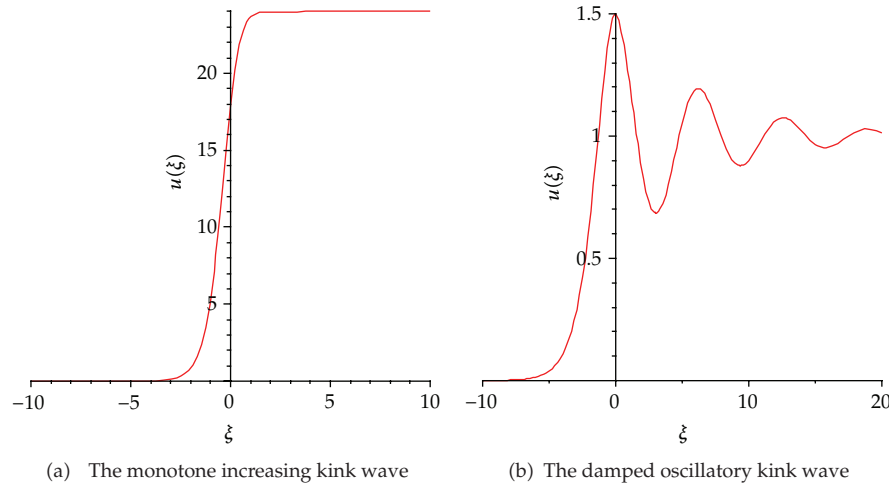 20
15
10
5
u(ξ)
−10
−5
0
5
10
ξ
(a) The monotone increasing kink wave
1.5
1
0.5
u(ξ)
−10
0
10
20
ξ
(b) The damped oscillatory kink wave